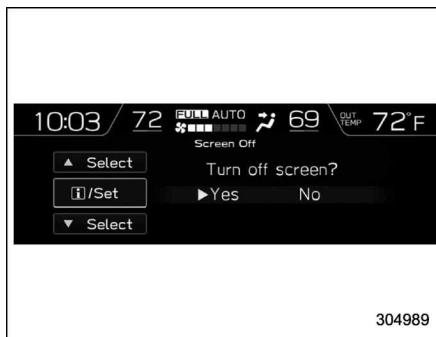 10:03 72 FULL AUTO 69 OUT TEMP 72°F
Screen Off
▲ Select
Turn off screen?
i/Set
▶Yes No
▼ Select
304989